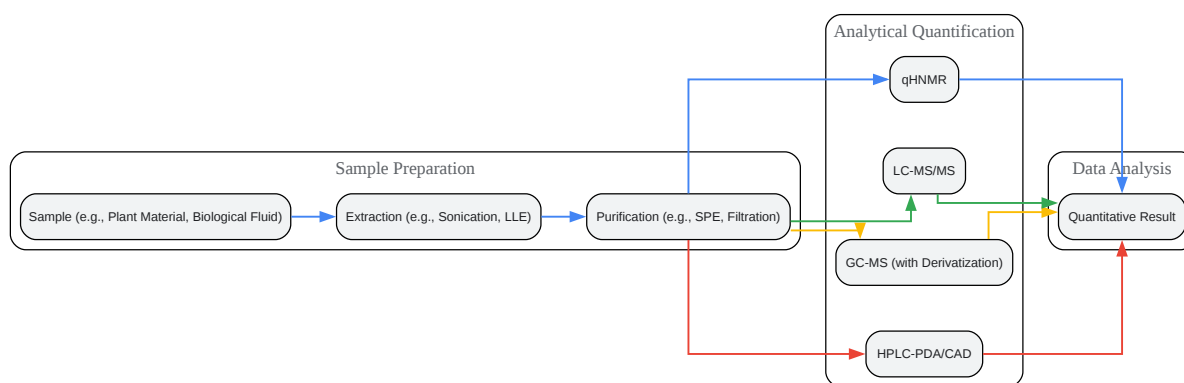 Analytical Quantification
qHNMR
Sample Preparation
LC-MS/MS
Data Analysis
Sample (e.g., Plant Material, Biological Fluid)
Extraction (e.g., Sonication, LLE)
Purification (e.g., SPE, Filtration)
Quantitative Result
GC-MS (with Derivatization)
HPLC-PDA/CAD